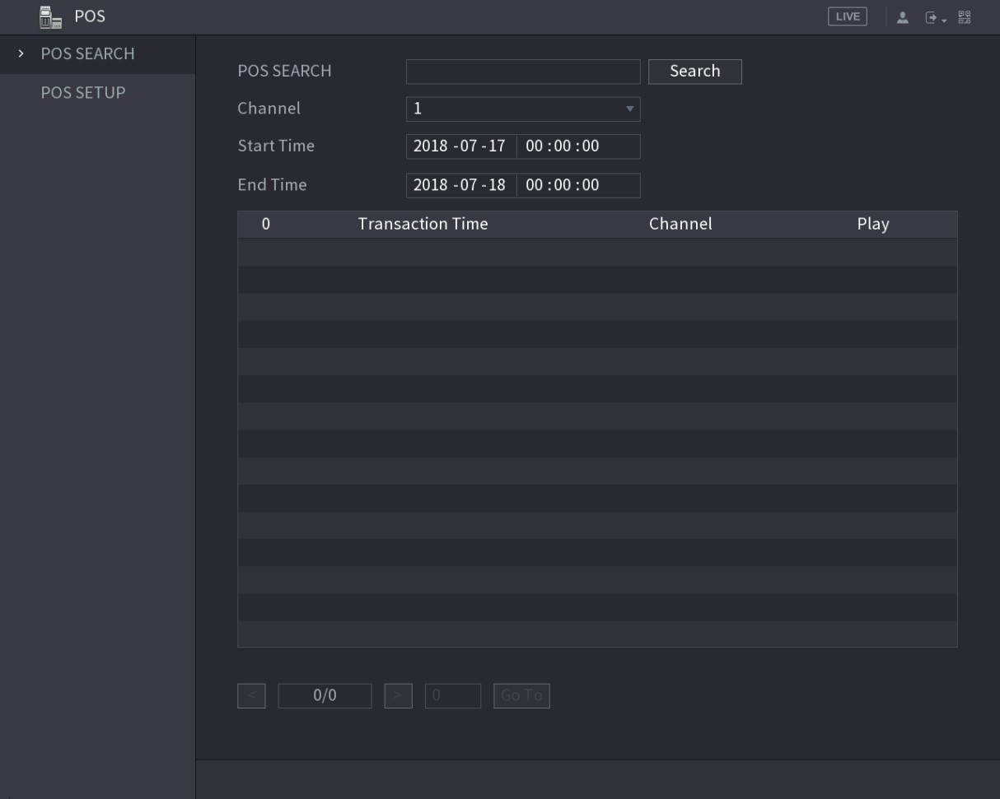 POS
LIVE
POS SEARCH
POS SETUP
POS SEARCH
Search
Channel
1
Start Time
2018 - 07 - 17 00 : 00 : 00
End Time
2018 - 07 - 18 00 : 00 : 00
0 Transaction Time Channel Play
< 0/0 > 0 Go To